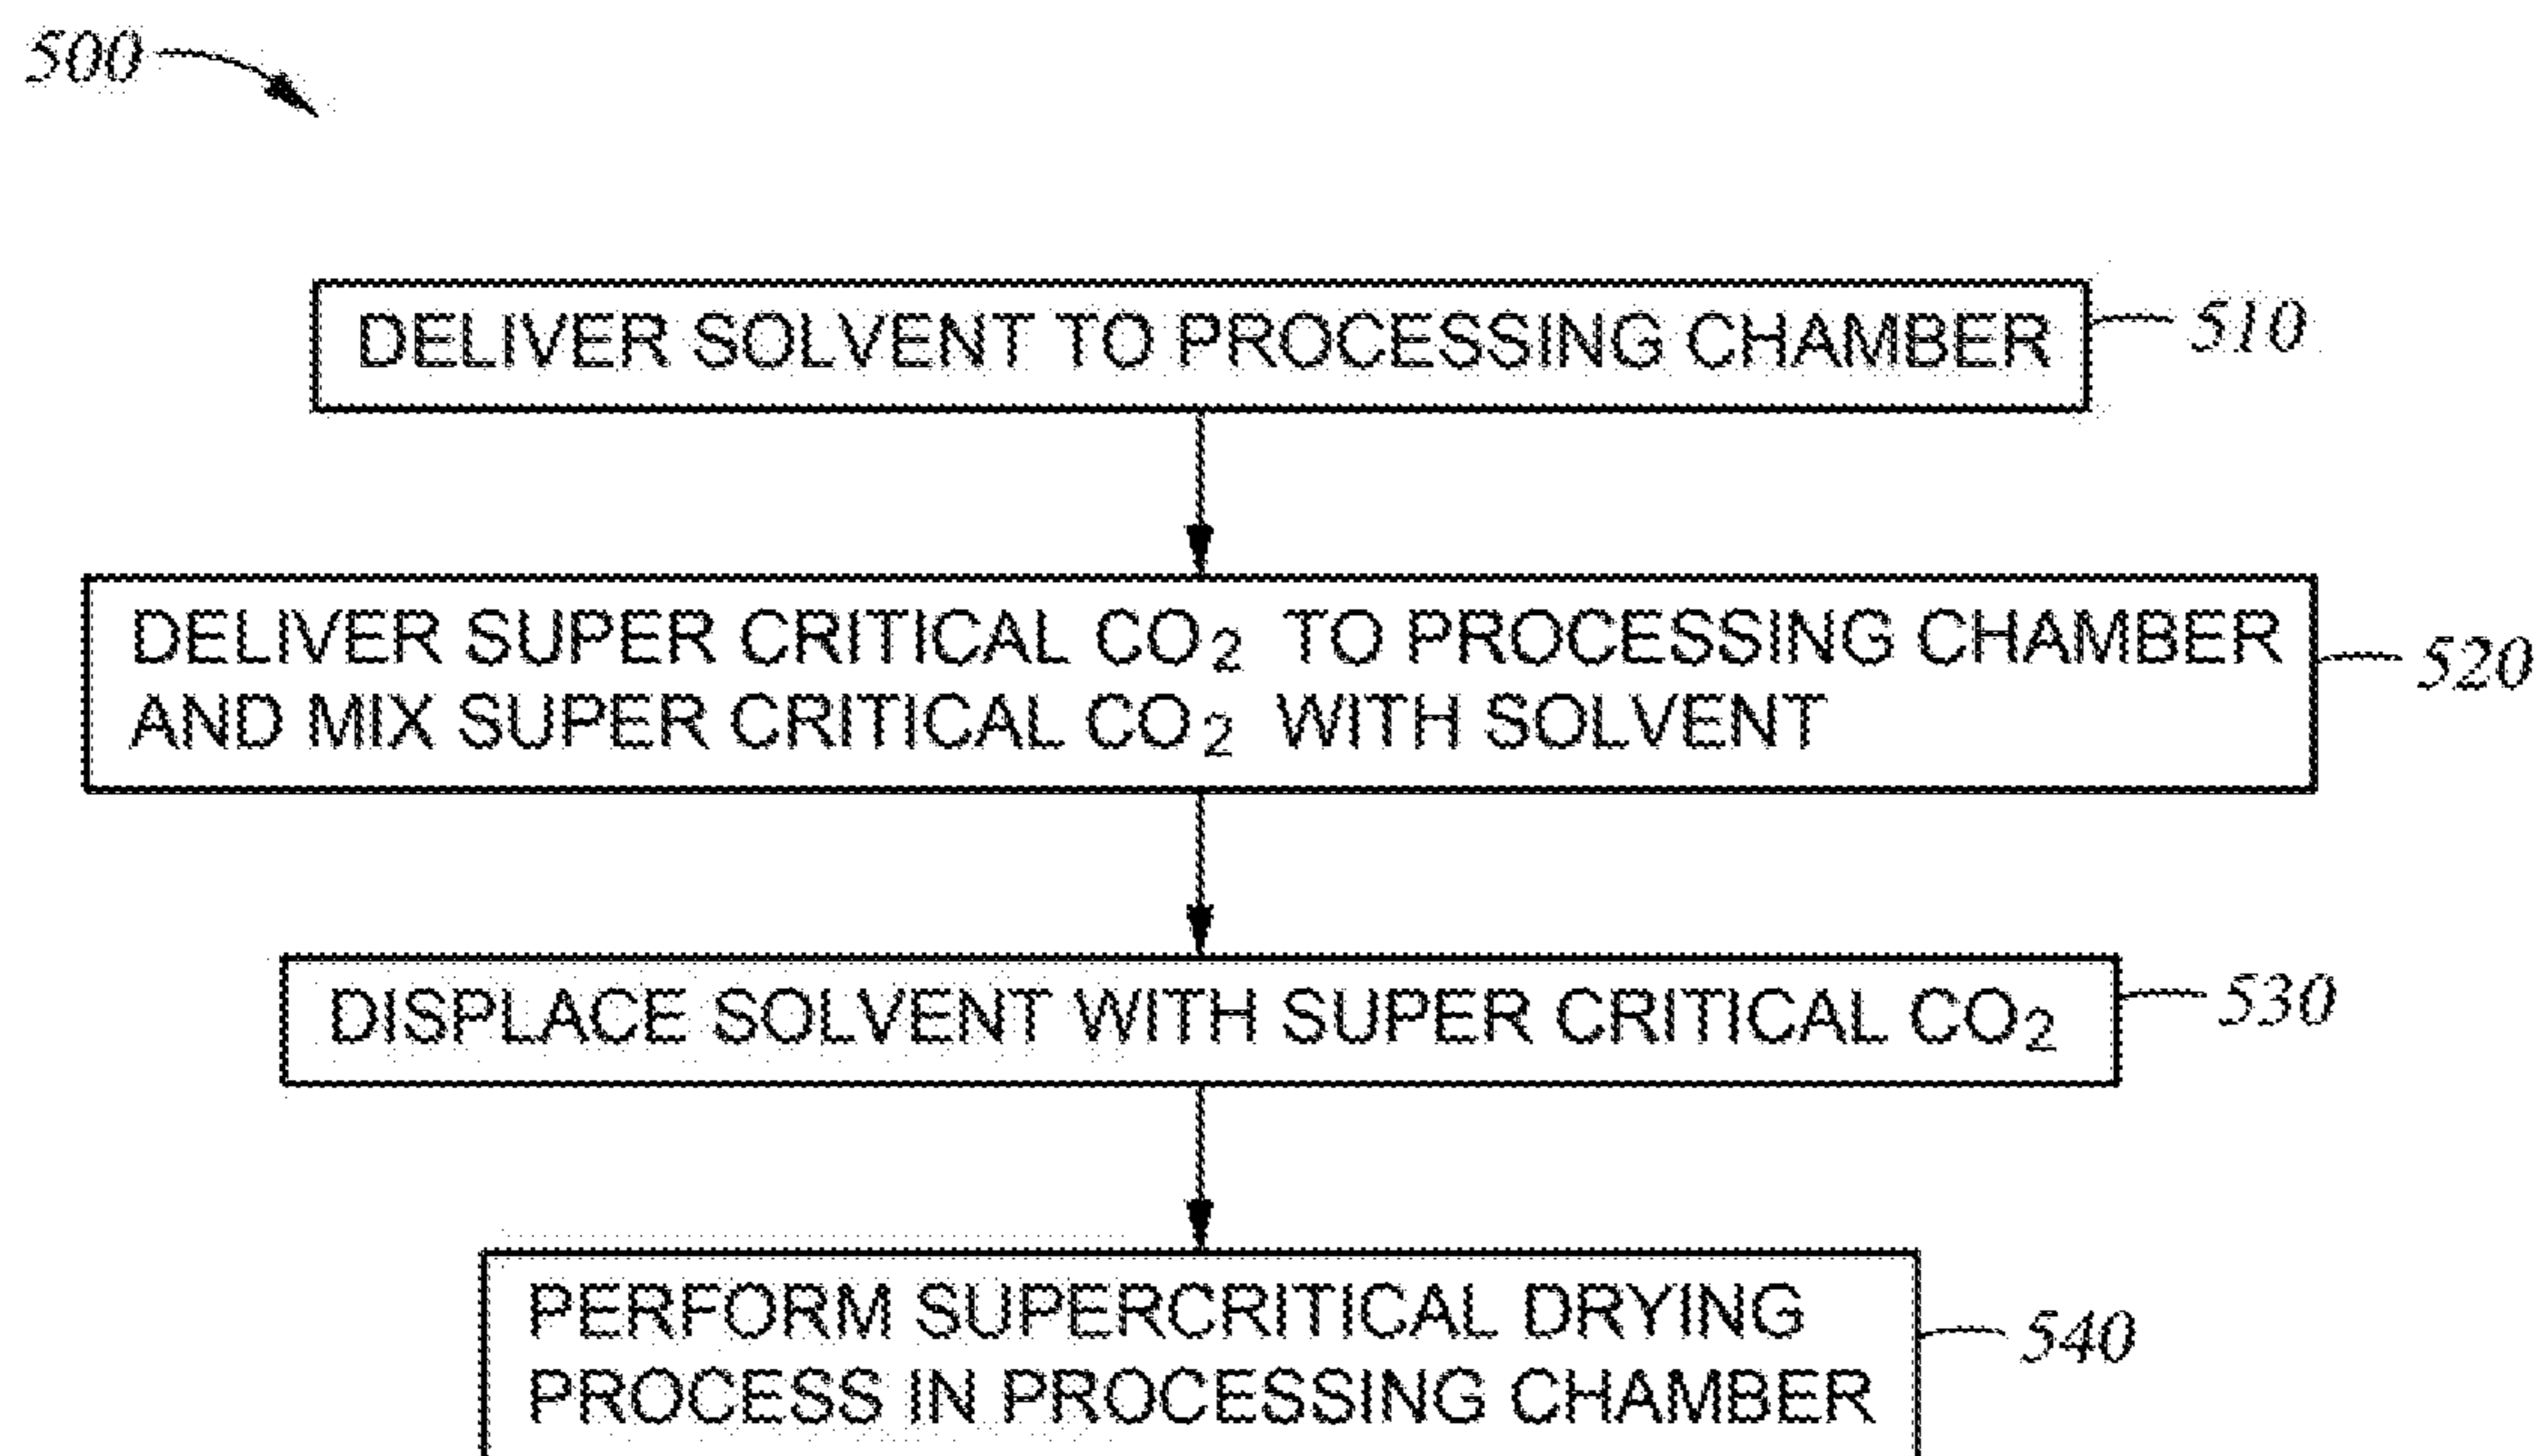 500
DELIVER SOLVENT TO PROCESSING CHAMBER
510
DELIVER SUPER CRITICAL CO₂ TO PROCESSING CHAMBER
AND MIX SUPER CRITICAL CO₂ WITH SOLVENT
520
DISPLACE SOLVENT WITH SUPER CRITICAL CO₂
530
PERFORM SUPERCRITICAL DRYING
PROCESS IN PROCESSING CHAMBER
540